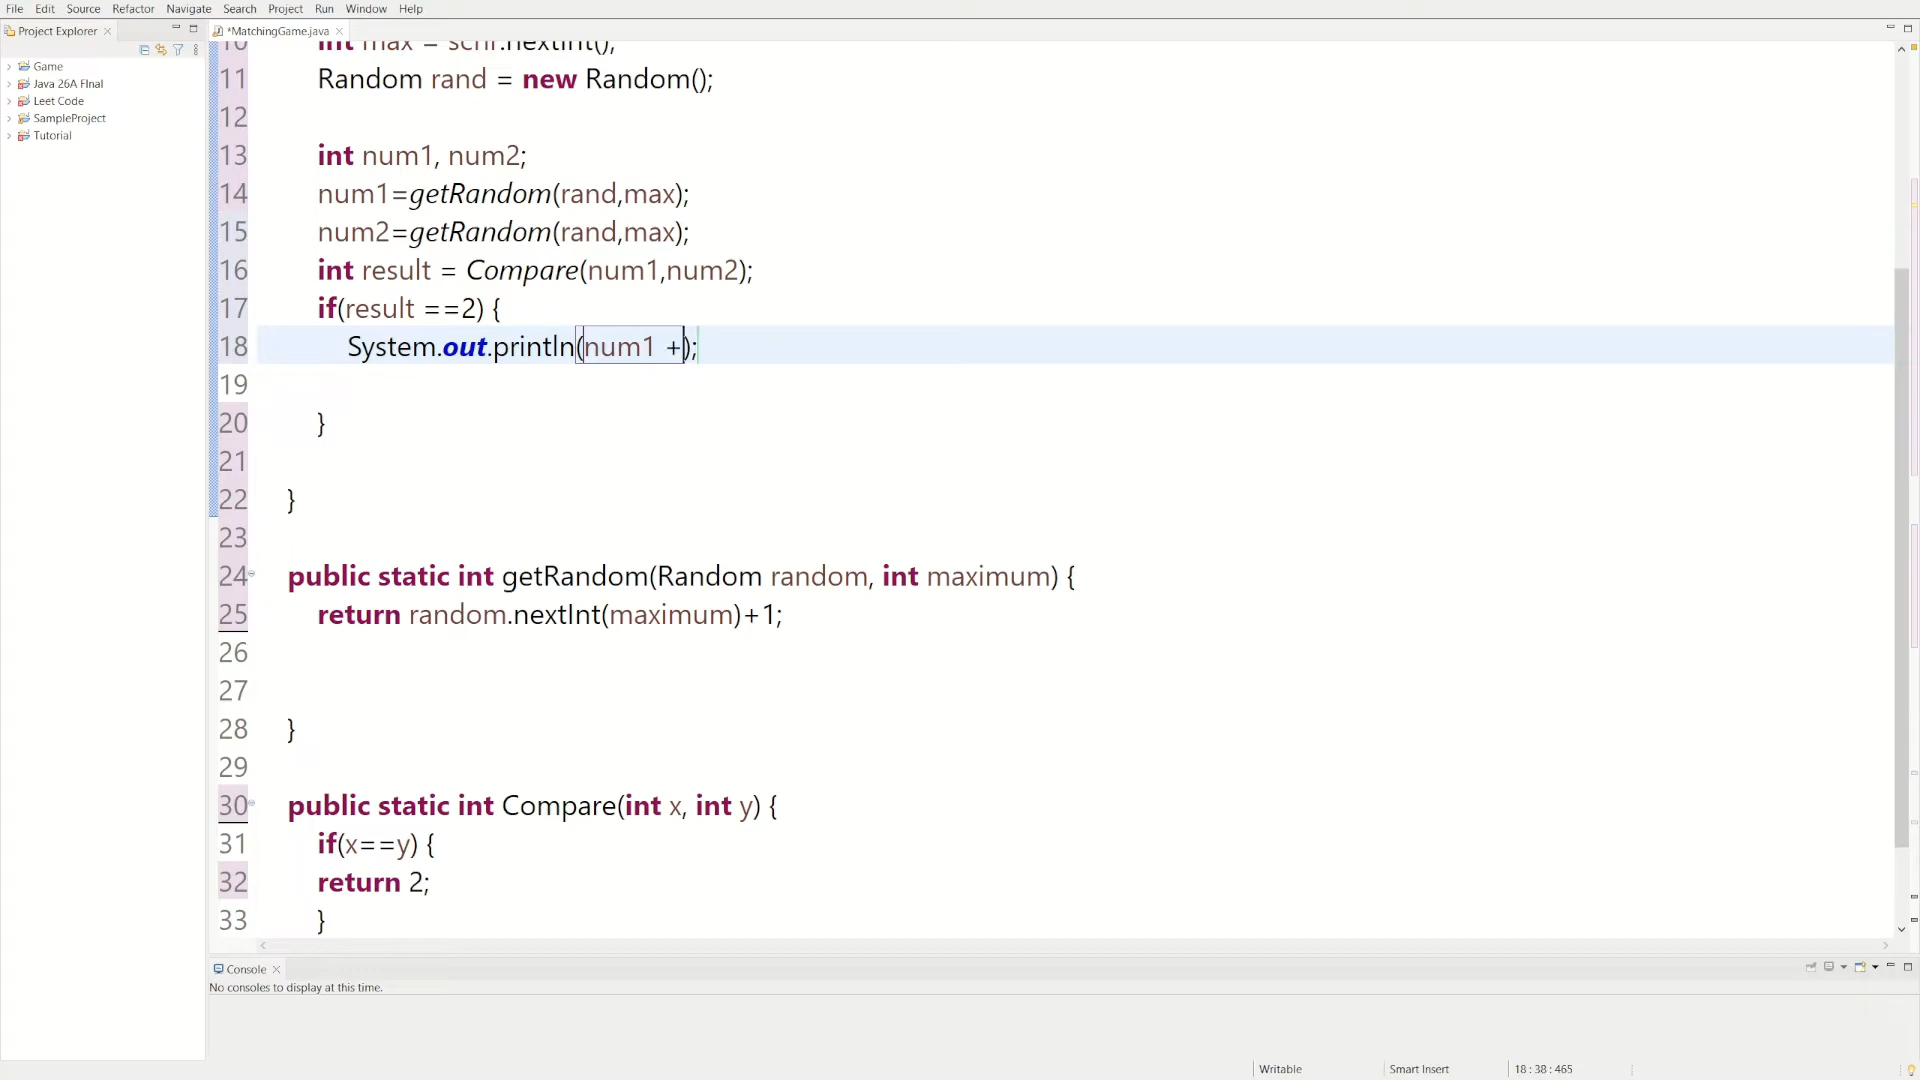 File Edit Source Refactor Navigate Search Project Run Window Help
Project Explorer
*MatchingGame.java
Game
Java 26A FInal
Leet Code
SampleProject
Tutorial
10 int max = scnr.nextInt();
11 Random rand = new Random();
12
13 int num1, num2;
14 num1=getRandom(rand,max);
15 num2=getRandom(rand,max);
16 int result = Compare(num1,num2);
17 if(result ==2) {
18 System.out.println(num1 +);
19
20 }
21
22 }
23
24 public static int getRandom(Random random, int maximum) {
25 return random.nextInt(maximum)+1;
26
27
28 }
29
30 public static int Compare(int x, int y) {
31 if(x==y) {
32 return 2;
33 }
Console
No consoles to display at this time.
Writable Smart Insert 18 : 38 : 465